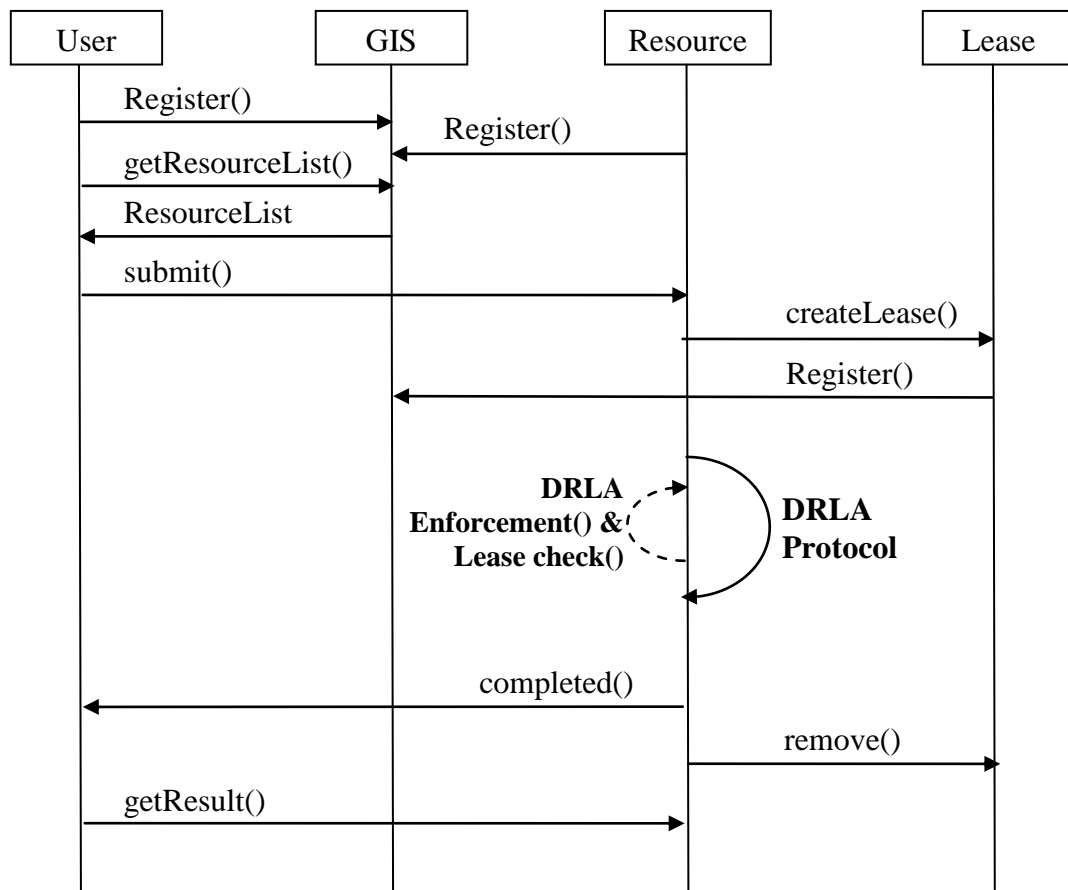 User
GIS
Resource
Lease
Register()
Register()
getResourceList()
ResourceList
submit()
createLease()
Register()
DRLA
Enforcement() &
Lease check()
DRLA
Protocol
completed()
remove()
getResult()